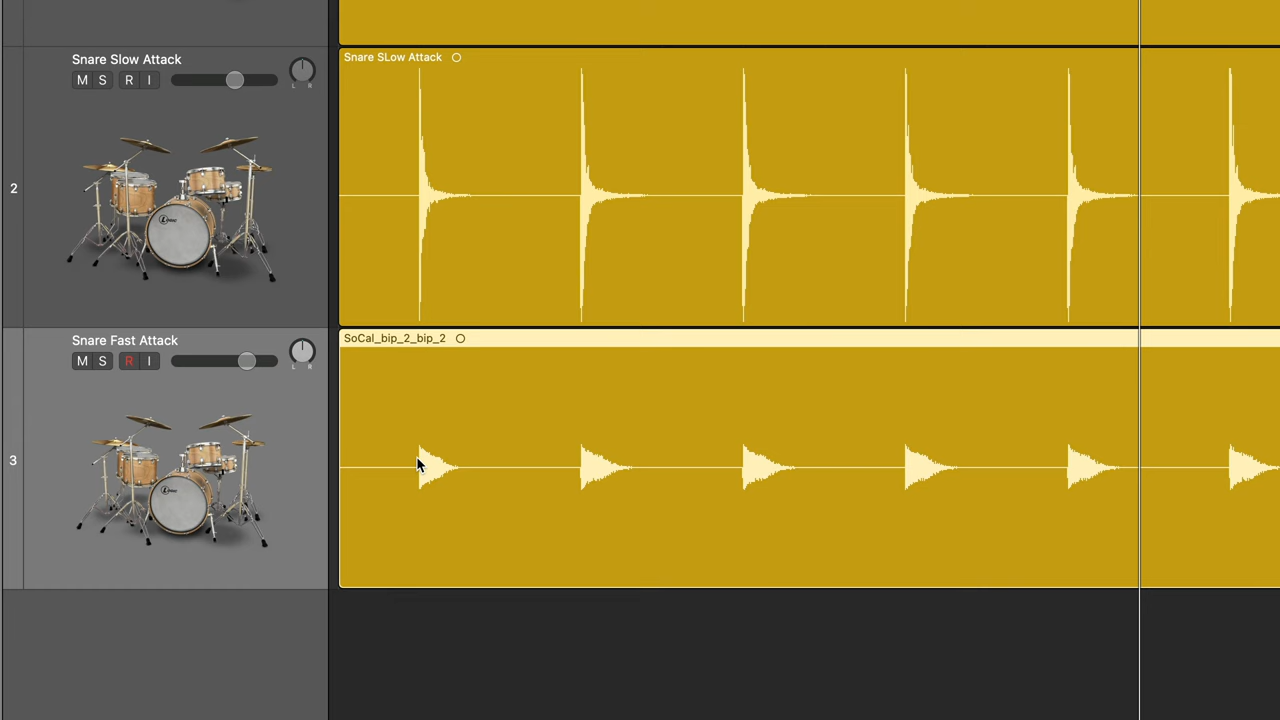 Snare Slow Attack
M S R I
L R
2
Snare SLow Attack
Snare Fast Attack
M S R I
L R
3
SoCal_bip_2_bip_2